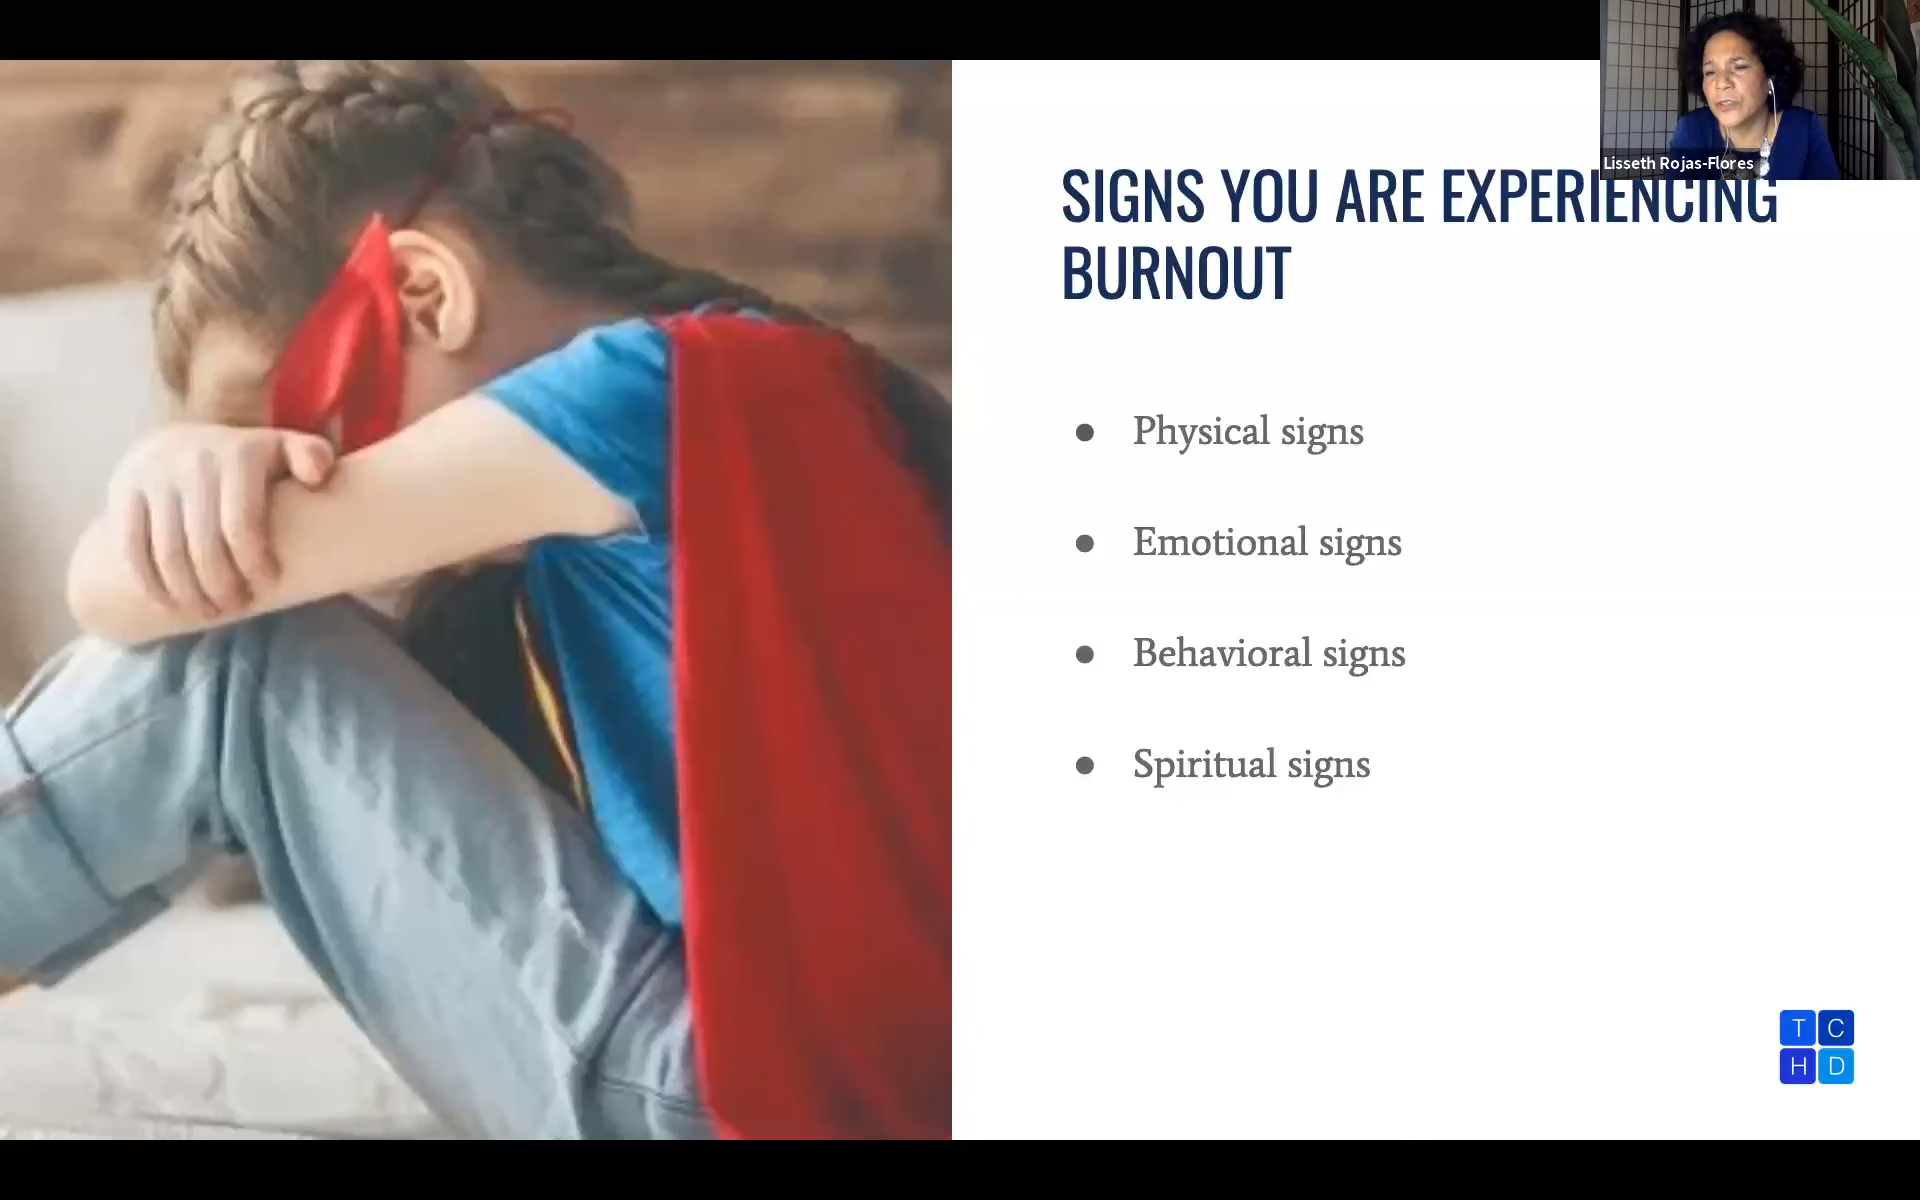 Lisseth Rojas-Flores
SIGNS YOU ARE EXPERIENCING
BURNOUT
● Physical signs
● Emotional signs
● Behavioral signs
● Spiritual signs
T C
H D